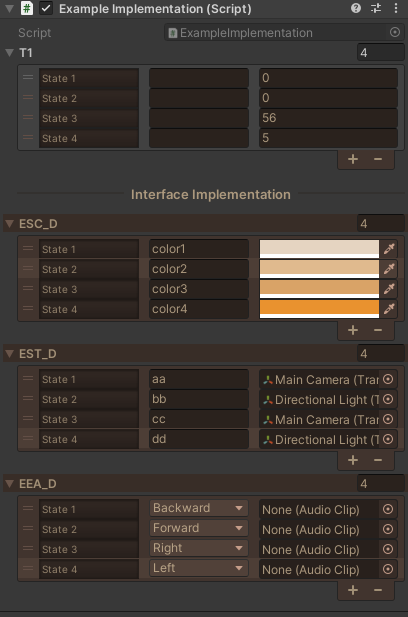 Example Implementation (Script)
Script ExampleImplementation
T1 4
State 1 0
State 2 0
State 3 56
State 4 5
Interface Implementation
ESC_D 4
State 1 color1
State 2 color2
State 3 color3
State 4 color4
EST_D 4
State 1 aa Main Camera (Trar
State 2 bb Directional Light (T
State 3 cc Main Camera (Trar
State 4 dd Directional Light (T
EEA_D 4
State 1 Backward None (Audio Clip)
State 2 Forward None (Audio Clip)
State 3 Right None (Audio Clip)
State 4 Left None (Audio Clip)